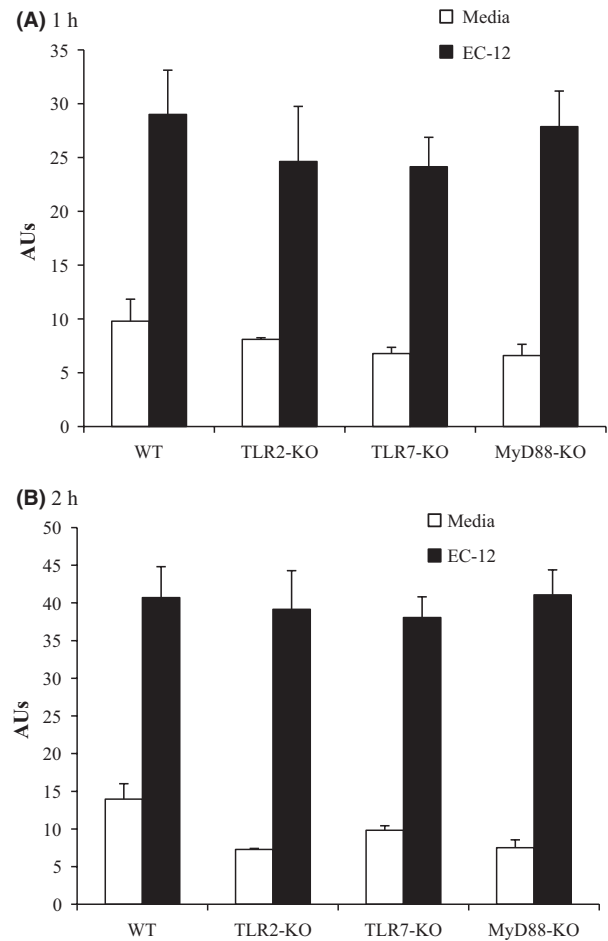 (A) 1 h
Media
EC-12
35
30
25
20
15
10
5
0
AUs
WT TLR2-KO TLR7-KO MyD88-KO
(B) 2 h
Media
EC-12
50
45
40
35
30
25
20
15
10
5
0
AUs
WT TLR2-KO TLR7-KO MyD88-KO